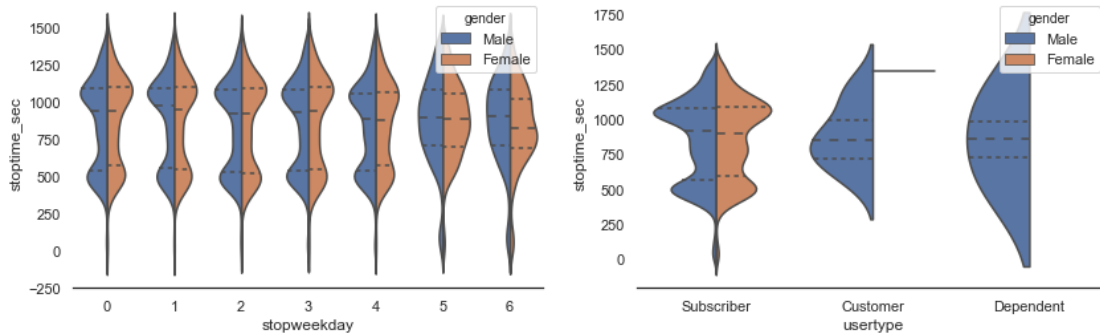 1500
1250
1000
750
500
250
0
−250
stoptime_sec
0 1 2 3 4 5 6
stopweekday
gender
Male
Female
1750
1500
1250
1000
750
500
250
0
stoptime_sec
Subscriber Customer Dependent
usertype
gender
Male
Female